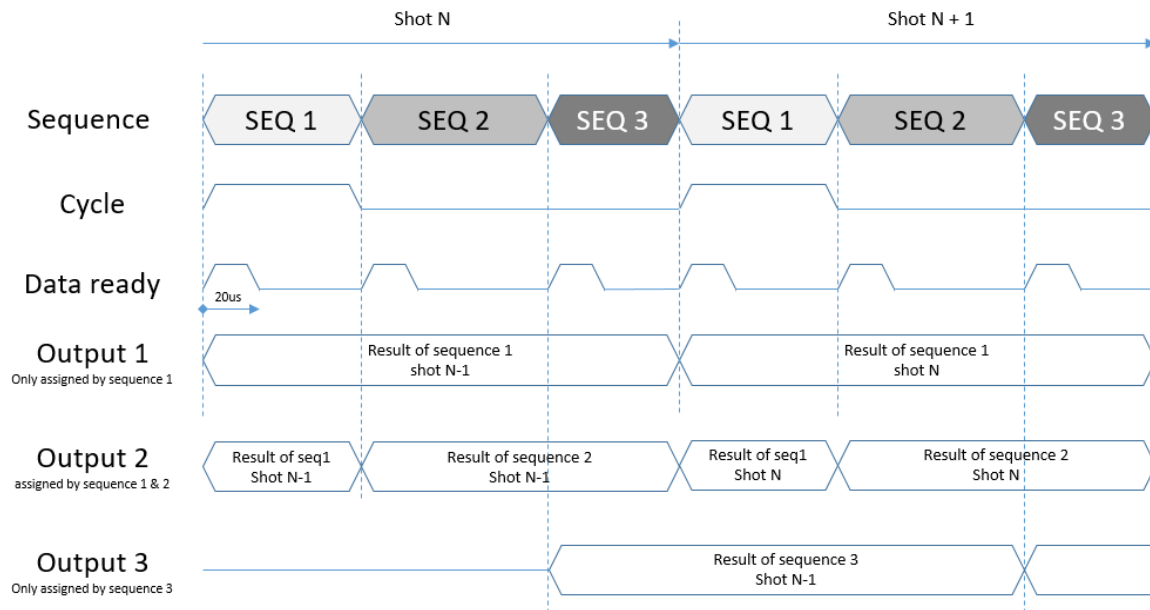 Shot N
Shot N + 1
Sequence
SEQ 1
SEQ 2
SEQ 3
SEQ 1
SEQ 2
SEQ 3
Cycle
Data ready
20us
Output 1
Only assigned by sequence 1
Result of sequence 1
shot N-1
Result of sequence 1
shot N
Output 2
assigned by sequence 1 & 2
Result of seq1
Shot N-1
Result of sequence 2
Shot N-1
Result of seq1
Shot N
Result of sequence 2
Shot N
Output 3
Only assigned by sequence 3
Result of sequence 3
Shot N-1